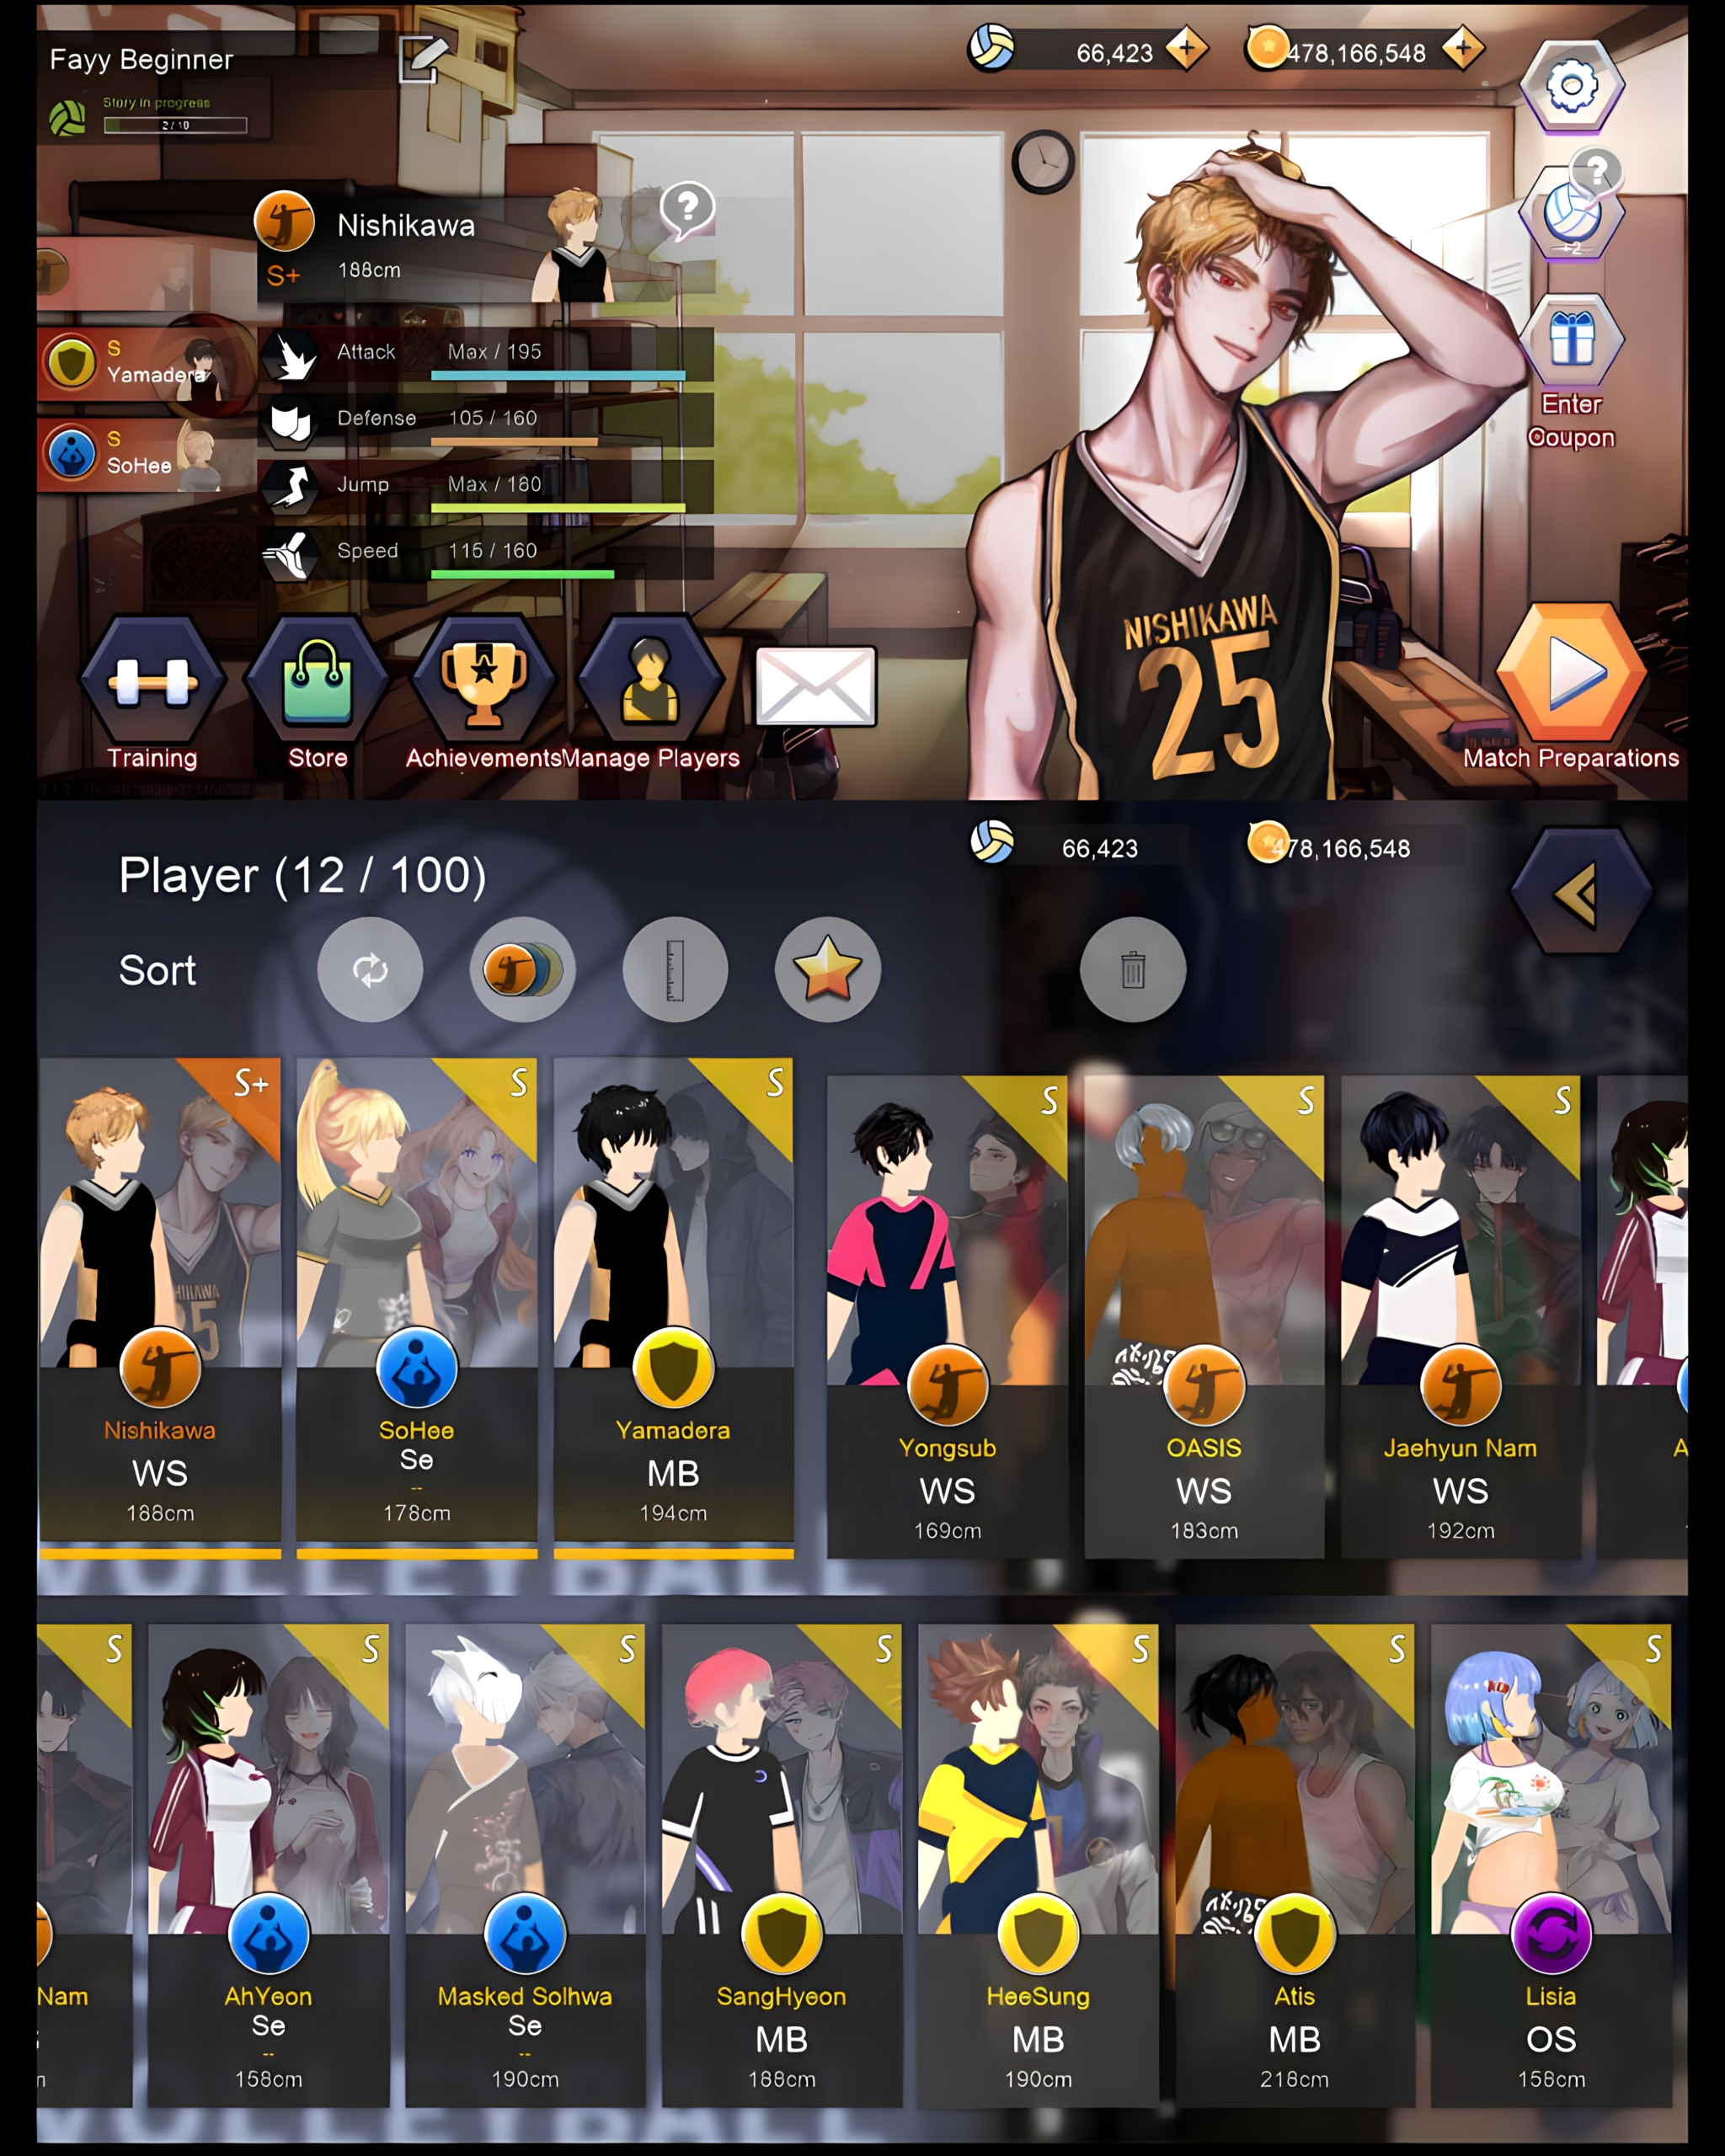 Fayy Beginner
66,423
478,166,548
Story in progress
2 / 10
Nishikawa
S+
188cm
S
Yamadera
S
SoHee
Attack Max / 195
Defense 105 / 160
Jump Max / 180
Speed 115 / 160
+2
Enter
Coupon
NISHIKAWA
25
Training
Store
Achievements
Manage Players
Match Preparations
Player (12 / 100)
66,423
478,166,548
Sort
S+
S
S
S
S
S
Nishikawa
WS
188cm
SoHee
Se
--
178cm
Yamadera
MB
194cm
Yongsub
WS
169cm
OASIS
WS
183cm
Jaehyun Nam
WS
192cm
A
VOLLEYBALL
S
S
S
S
S
S
S
Nam
AhYeon
Se
--
158cm
Masked Solhwa
Se
--
190cm
SangHyeon
MB
188cm
HeeSung
MB
190cm
Atis
MB
218cm
Lisia
OS
158cm
VOLLEYBALL